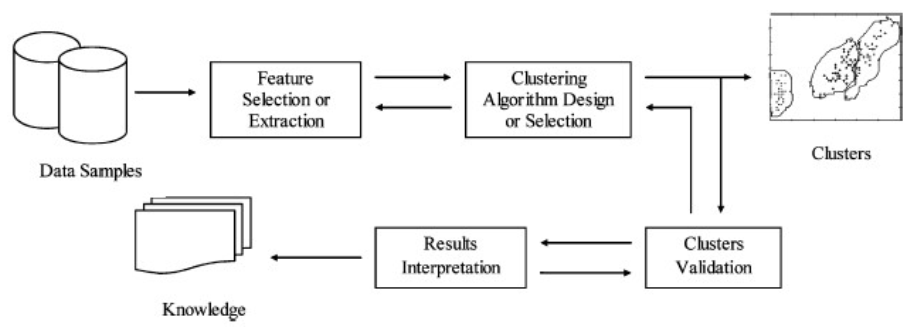 Data Samples
Feature
Selection or
Extraction
Clustering
Algorithm Design
or Selection
Clusters
Knowledge
Results
Interpretation
Clusters
Validation